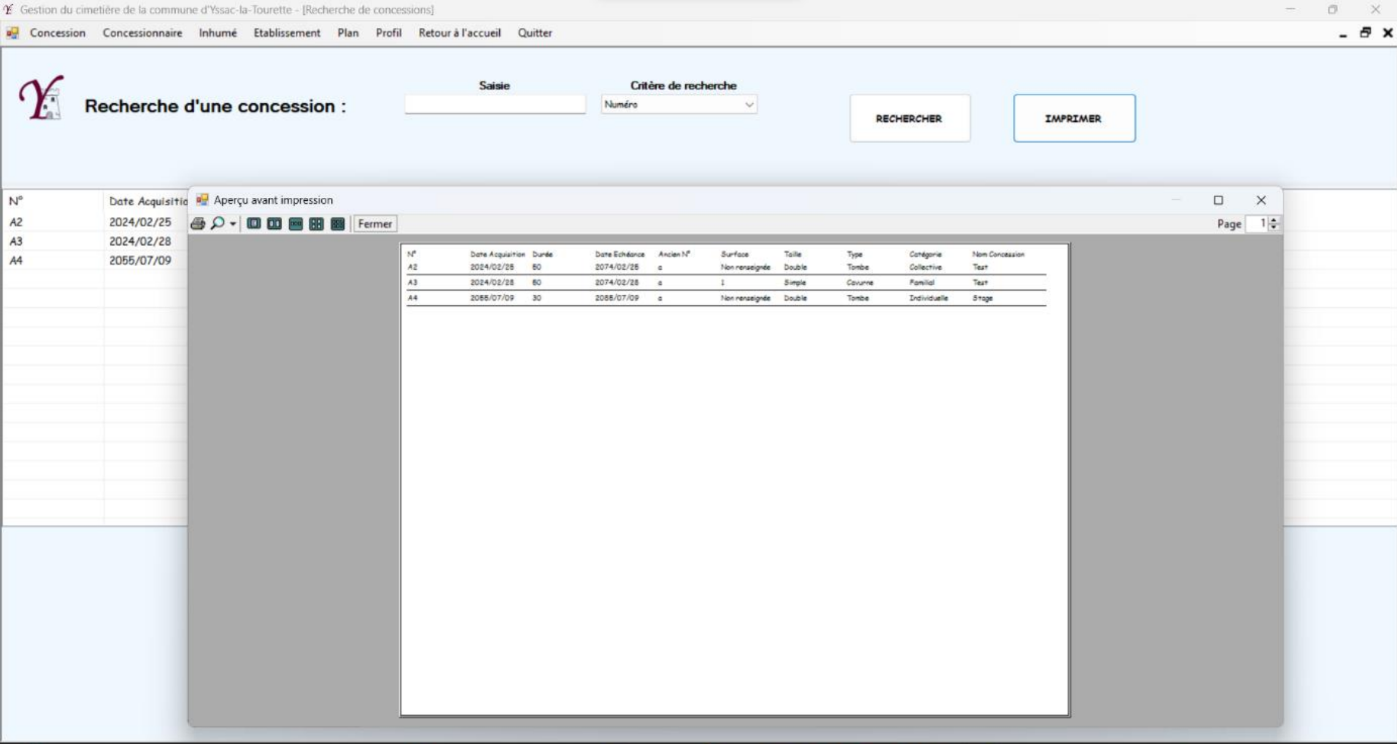 Gestion du cimetière de la commune d'Yssac-la-Tourette - [Recherche de concessions]
Concession Concessionnaire Inhumé Etablissement Plan Profil Retour à l'accueil Quitter
Saisie Critère de recherche
Recherche d'une concession :
Numéro
RECHERCHER IMPRIMER
N° Date Acquisitio
A2 2024/02/25
A3 2024/02/28
A4 2055/07/09
Aperçu avant impression
Fermer Page 1
N° Date Acquisition Durée Date Echéance Ancien N° Surface Taille Type Catégorie Nom Concession
A2 2024/02/25 50 2074/02/25 a Non renseignée Double Tombe Collective Test
A3 2024/02/28 50 2074/02/28 a 1 Simple Cavurne Familial Test
A4 2055/07/09 30 2085/07/09 a Non renseignée Double Tombe Individuelle Stage